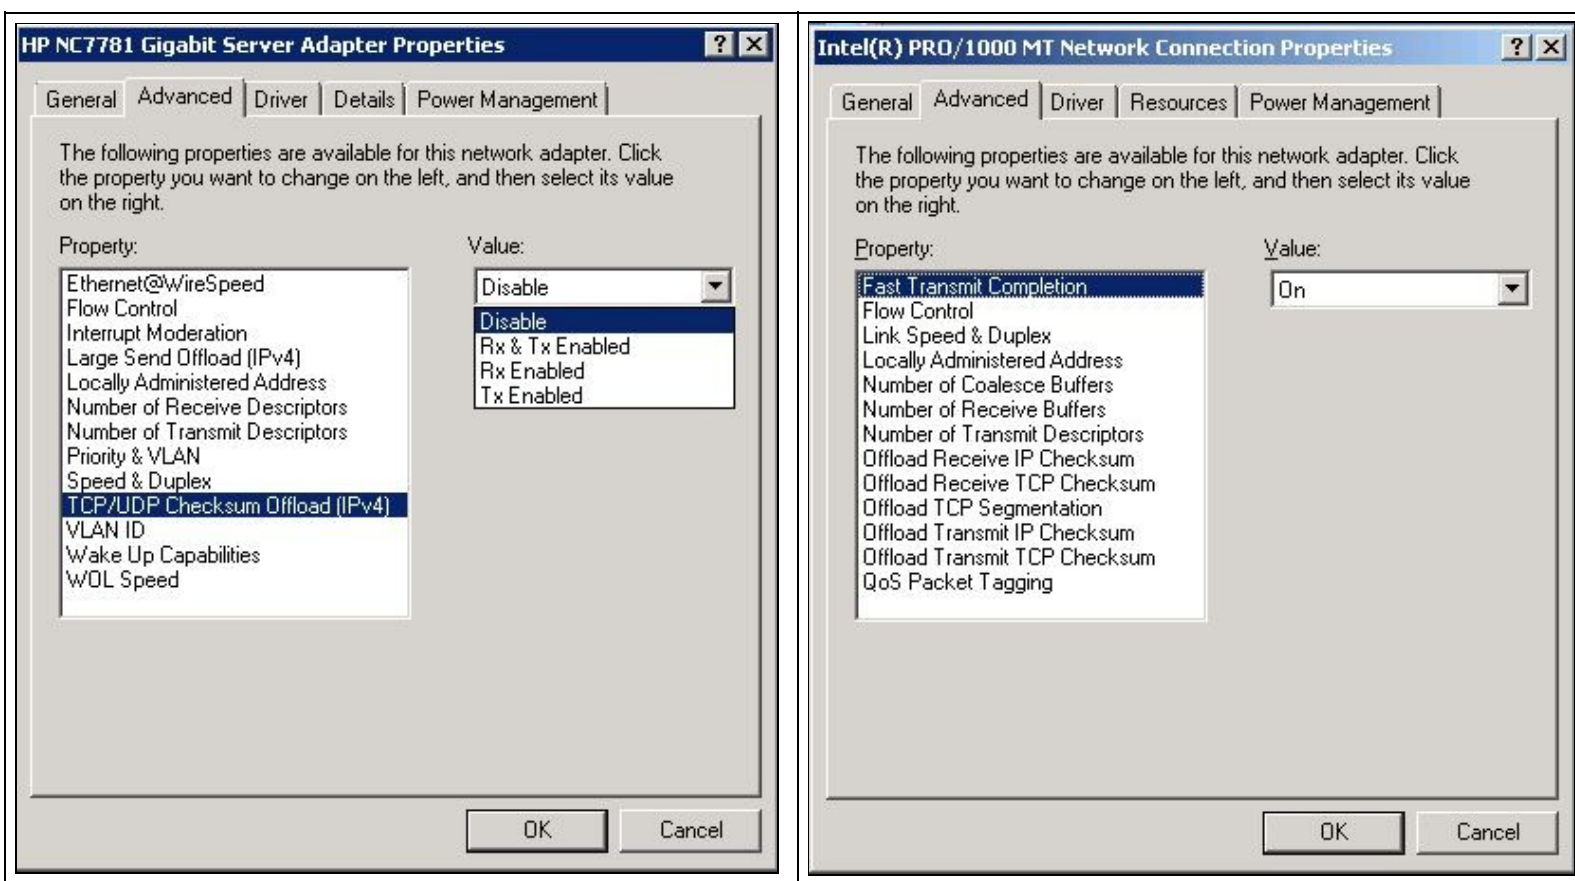 HP NC7781 Gigabit Server Adapter Properties
General Advanced Driver Details Power Management
The following properties are available for this network adapter. Click
the property you want to change on the left, and then select its value
on the right.
Property:
Ethernet@WireSpeed
Flow Control
Interrupt Moderation
Large Send Offload (IPv4)
Locally Administered Address
Number of Receive Descriptors
Number of Transmit Descriptors
Priority & VLAN
Speed & Duplex
TCP/UDP Checksum Offload (IPv4)
VLAN ID
Wake Up Capabilities
WOL Speed
Value:
Disable
Disable
Rx & Tx Enabled
Rx Enabled
Tx Enabled
OK Cancel
Intel(R) PRO/1000 MT Network Connection Properties
General Advanced Driver Resources Power Management
The following properties are available for this network adapter. Click
the property you want to change on the left, and then select its value
on the right.
Property:
Fast Transmit Completion
Flow Control
Link Speed & Duplex
Locally Administered Address
Number of Coalesce Buffers
Number of Receive Buffers
Number of Transmit Descriptors
Offload Receive IP Checksum
Offload Receive TCP Checksum
Offload TCP Segmentation
Offload Transmit IP Checksum
Offload Transmit TCP Checksum
QoS Packet Tagging
Value:
On
OK Cancel